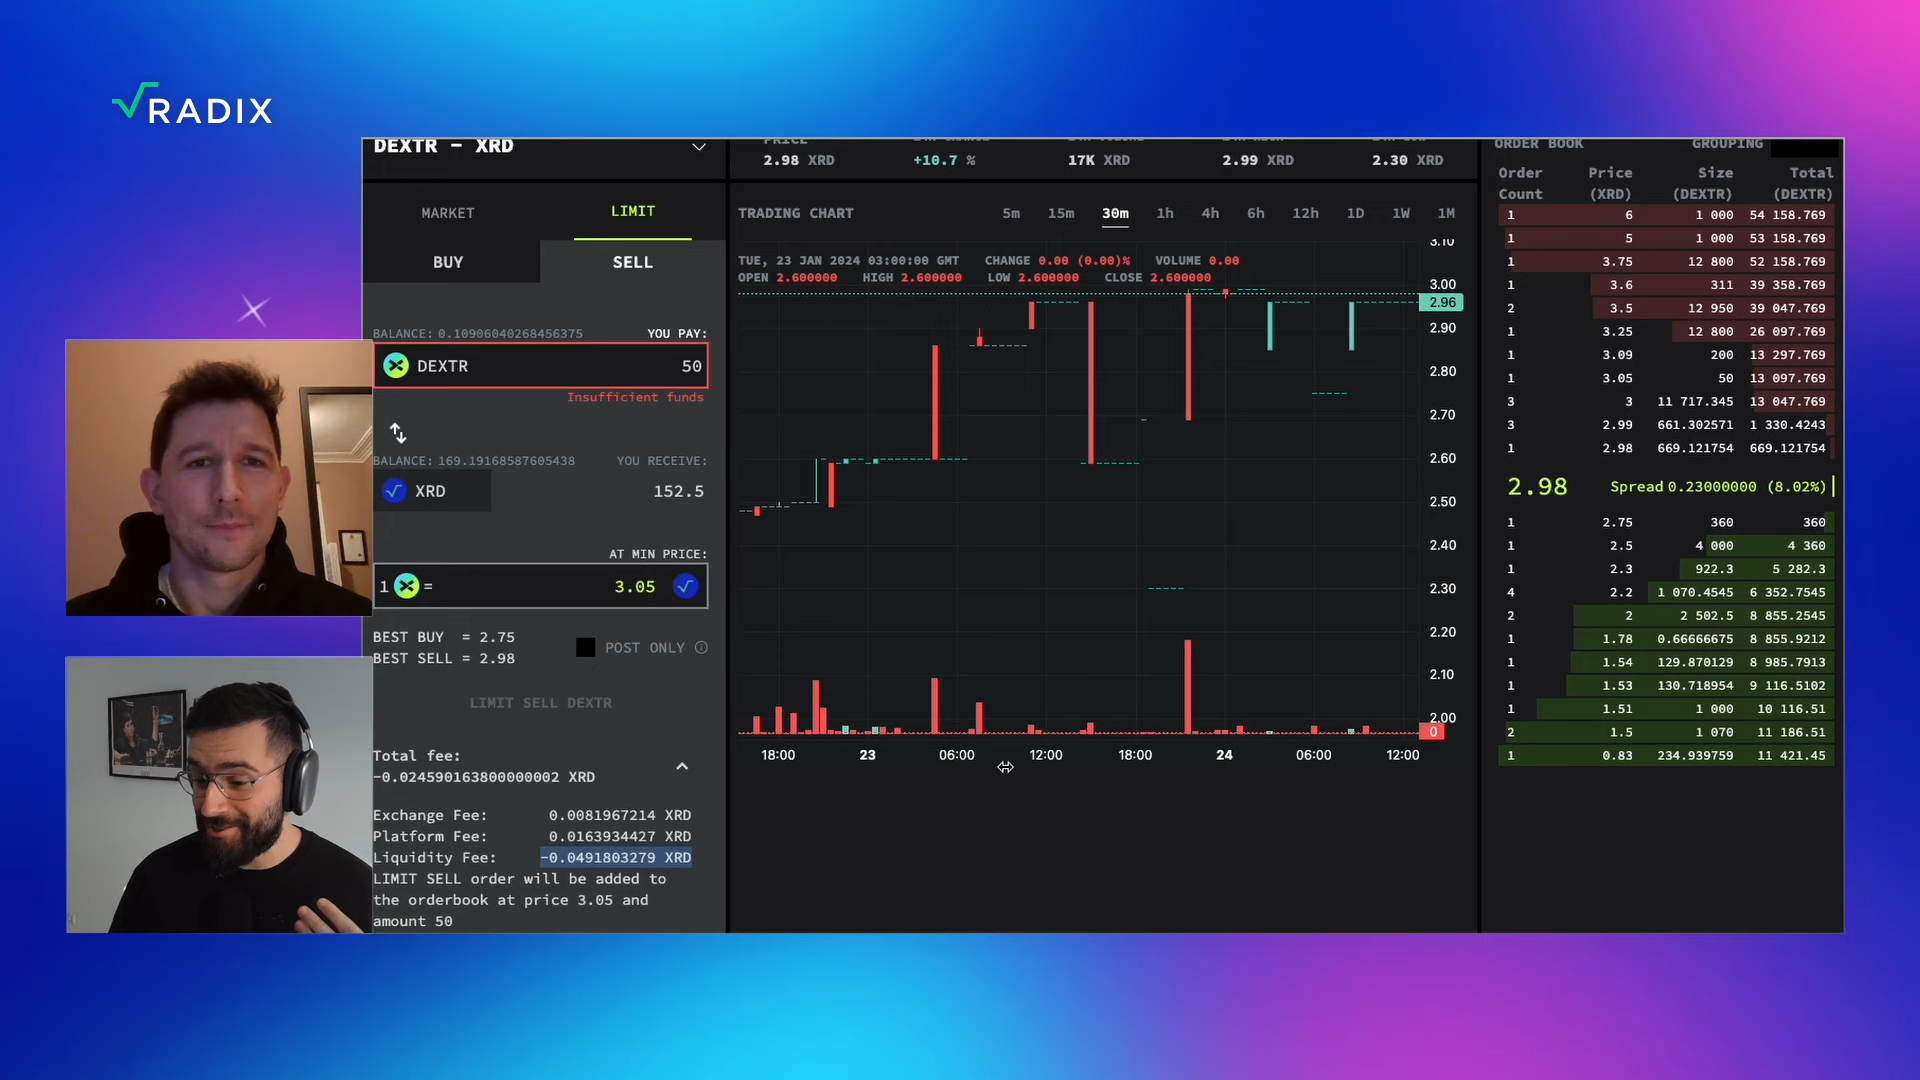 RADIX
DEXTR – XRD
2.98 XRD
+10.7 %
17K XRD
2.99 XRD
2.30 XRD
MARKET
LIMIT
BUY
SELL
BALANCE: 0.10906040268456375
YOU PAY:
DEXTR
50
Insufficient funds
BALANCE: 169.19168587605438
YOU RECEIVE:
XRD
152.5
AT MIN PRICE:
1 =
3.05
BEST BUY = 2.75
BEST SELL = 2.98
POST ONLY
LIMIT SELL DEXTR
Total fee:
-0.024590163800000002 XRD
Exchange Fee: 0.0081967214 XRD
Platform Fee: 0.0163934427 XRD
Liquidity Fee: -0.0491803279 XRD
LIMIT SELL order will be added to
the orderbook at price 3.05 and
amount 50
TRADING CHART
5m 15m 30m 1h 4h 6h 12h 1D 1W 1M
TUE, 23 JAN 2024 03:00:00 GMT CHANGE 0.00 (0.00)% VOLUME 0.00
OPEN 2.600000 HIGH 2.600000 LOW 2.600000 CLOSE 2.600000
3.10
3.00
2.96
2.90
2.80
2.70
2.60
2.50
2.40
2.30
2.20
2.10
2.00
0
18:00 23 06:00 12:00 18:00 24 06:00 12:00
ORDER BOOK
GROUPING
Order Price Size Total
Count (XRD) (DEXTR) (DEXTR)
1 6 1 000 54 158.769
1 5 1 000 53 158.769
1 3.75 12 800 52 158.769
1 3.6 311 39 358.769
2 3.5 12 950 39 047.769
1 3.25 12 800 26 097.769
1 3.09 200 13 297.769
1 3.05 50 13 097.769
3 3 11 717.345 13 047.769
3 2.99 661.302571 1 330.4243
1 2.98 669.121754 669.121754
2.98 Spread 0.23000000 (8.02%)
1 2.75 360 360
1 2.5 4 000 4 360
1 2.3 922.3 5 282.3
4 2.2 1 070.4545 6 352.7545
2 2 2 502.5 8 855.2545
1 1.78 0.66666675 8 855.9212
1 1.54 129.870129 8 985.7913
1 1.53 130.718954 9 116.5102
1 1.51 1 000 10 116.51
2 1.5 1 070 11 186.51
1 0.83 234.939759 11 421.45